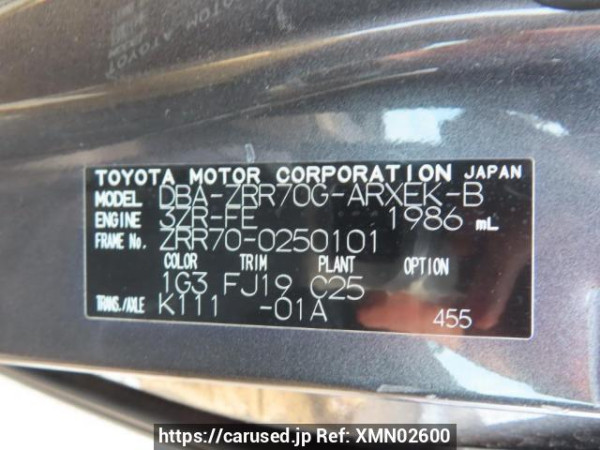 TOYOTA MOTOR CORPORATION JAPAN
MODEL DBA-ZRR70G-ARXEK-B
ENGINE 3ZR-FE 1986 mL
FRAME No. ZRR70-0250101
COLOR TRIM PLANT OPTION
1G3 FJ19 C25
TRANS./AXLE K111 -01A
455
https://carused.jp Ref: XMN02600